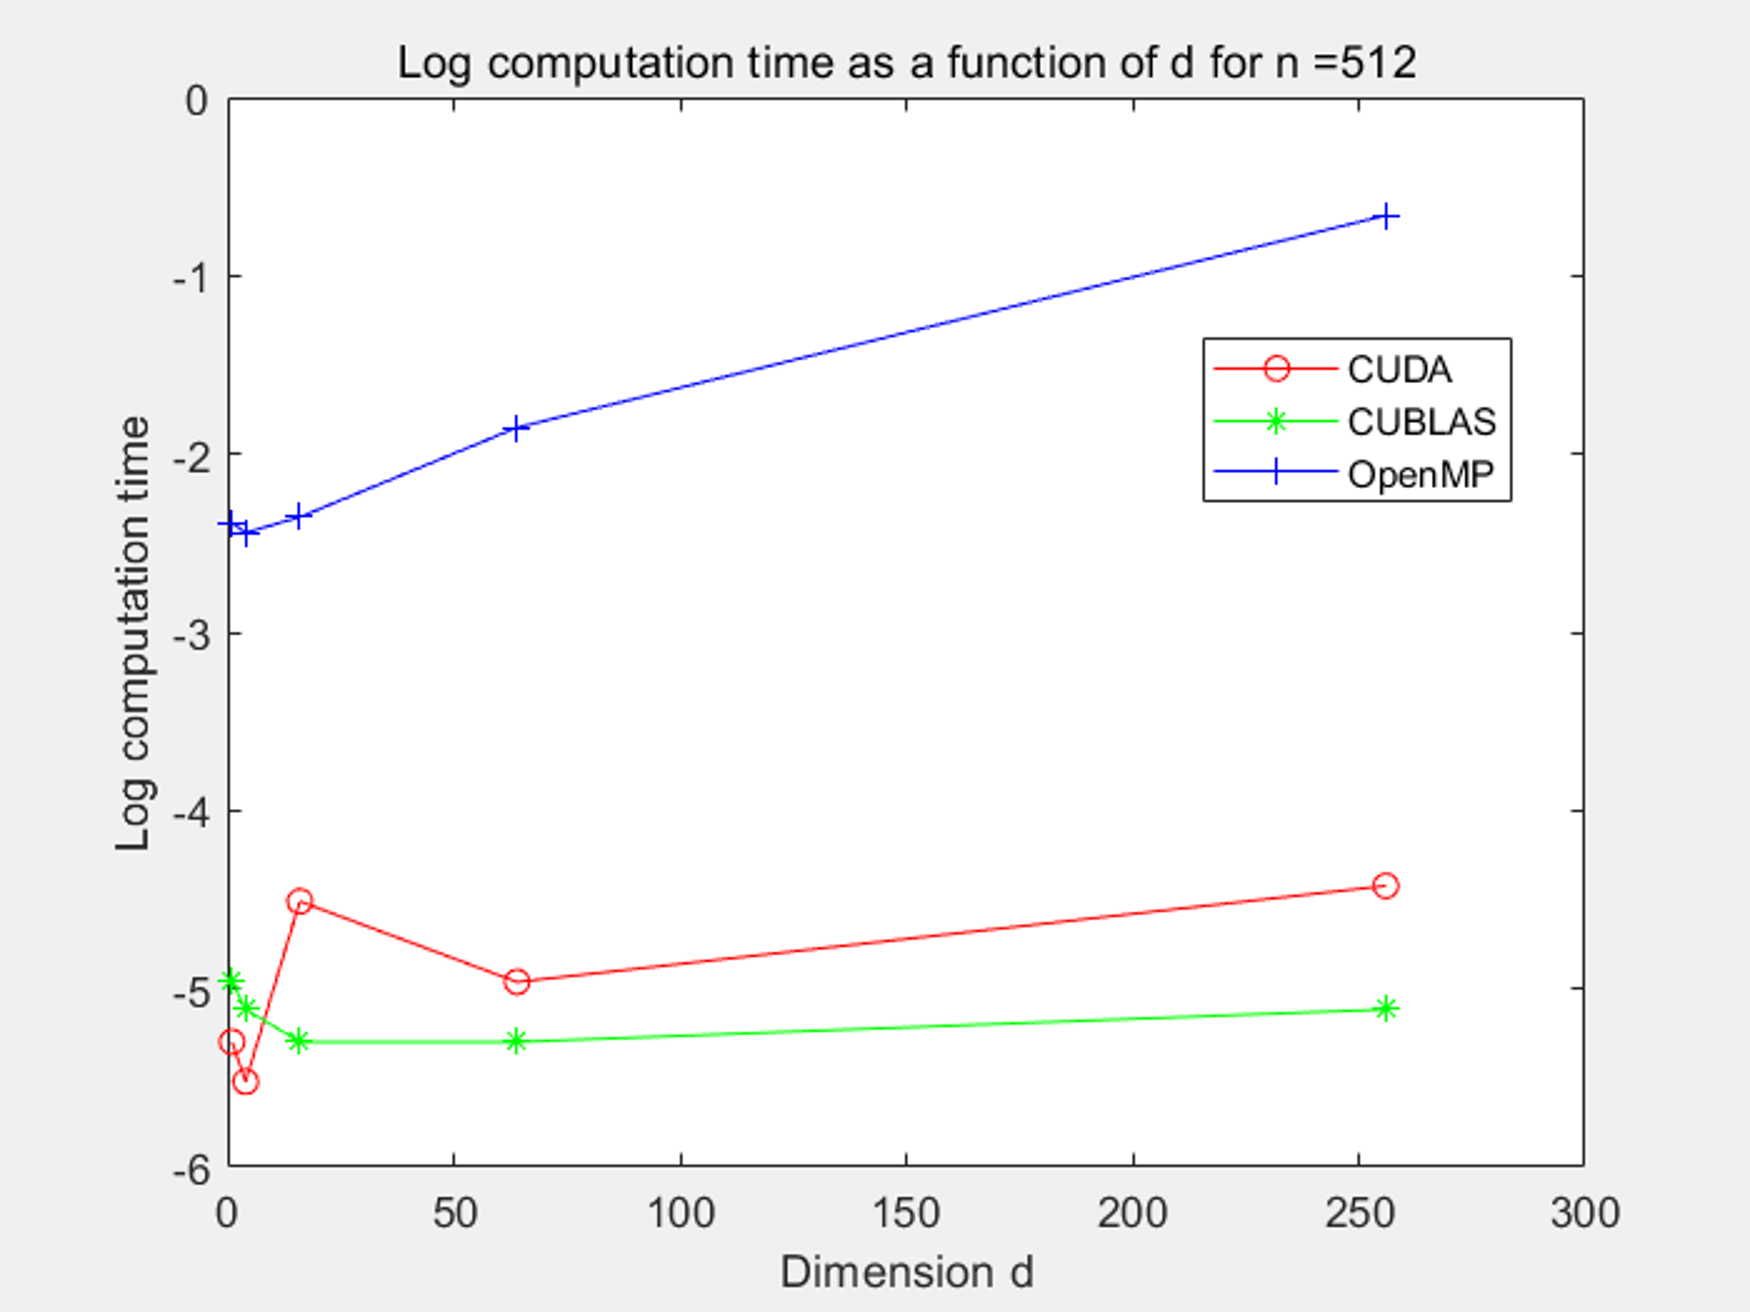 Log computation time as a function of d for n =512
0
-1
-2
-3
-4
-5
-6
Log computation time
CUDA
CUBLAS
OpenMP
0 50 100 150 200 250 300
Dimension d